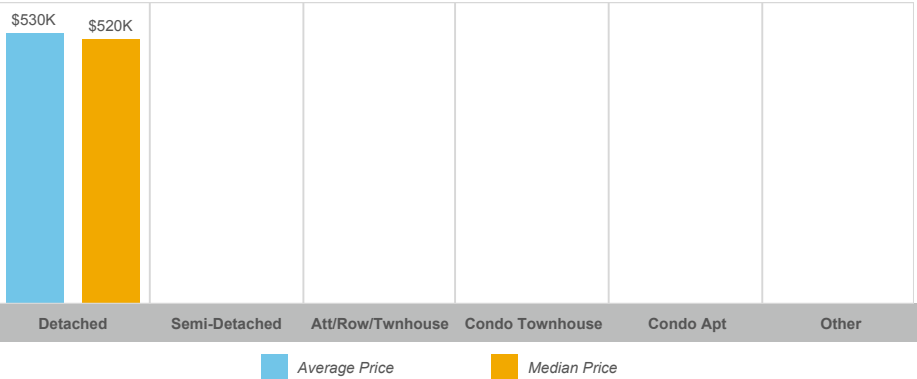 $530K
$520K
Detached Semi-Detached Att/Row/Twnhouse Condo Townhouse Condo Apt Other
Average Price Median Price